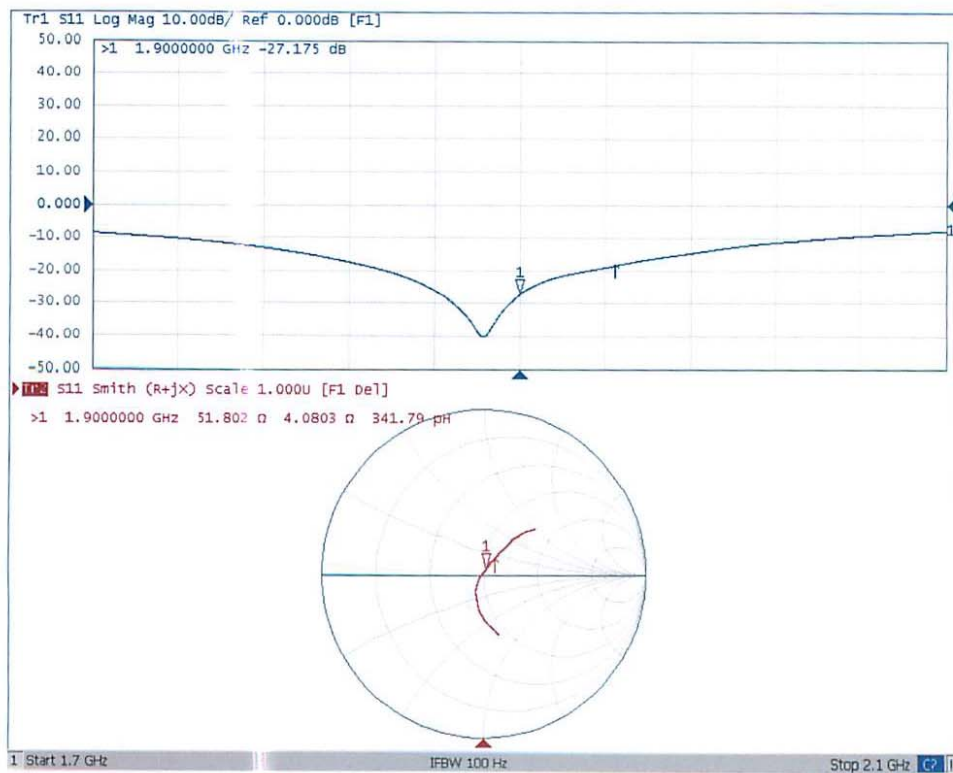 Tr1 S11 Log Mag 10.00dB/ Ref 0.000dB [F1]
50.00
>1 1.9000000 GHz -27.175 dB
40.00
30.00
20.00
10.00
0.000
-10.00
1
-20.00
1
-30.00
-40.00
-50.00
Tr2 S11 Smith (R+jX) Scale 1.000U [F1 Del]
>1 1.9000000 GHz 51.802 Ω 4.0803 Ω 341.79 pH
1
1 Start 1.7 GHz IFBW 100 Hz Stop 2.1 GHz C?